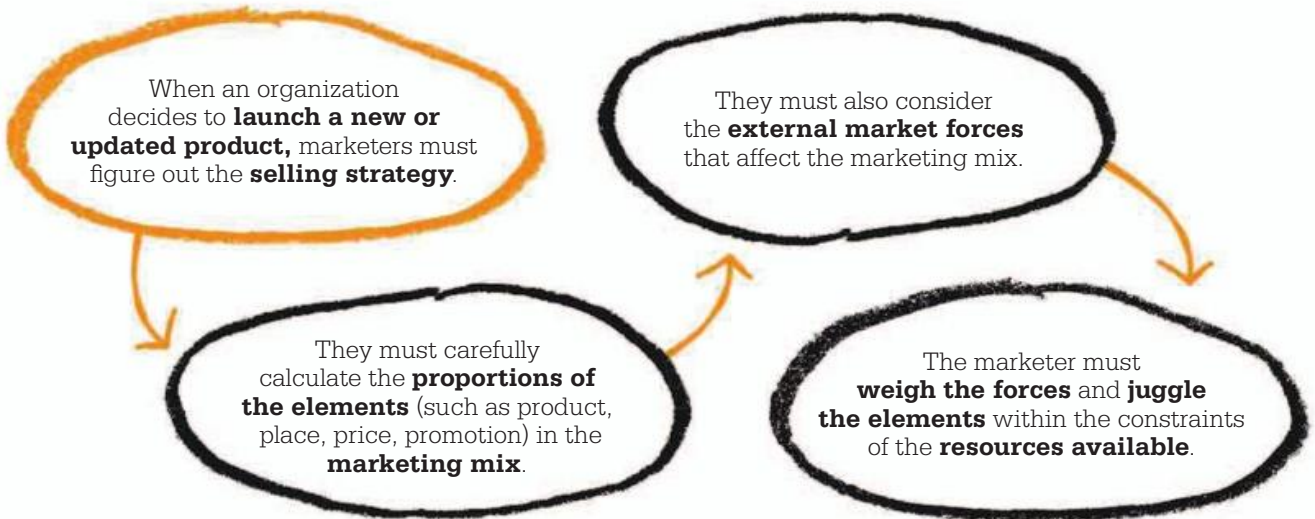 When an organization
decides to launch a new or
updated product, marketers must
figure out the selling strategy.
They must carefully
calculate the proportions of
the elements (such as product,
place, price, promotion) in the
marketing mix.
They must also consider
the external market forces
that affect the marketing mix.
The marketer must
weigh the forces and juggle
the elements within the constraints
of the resources available.